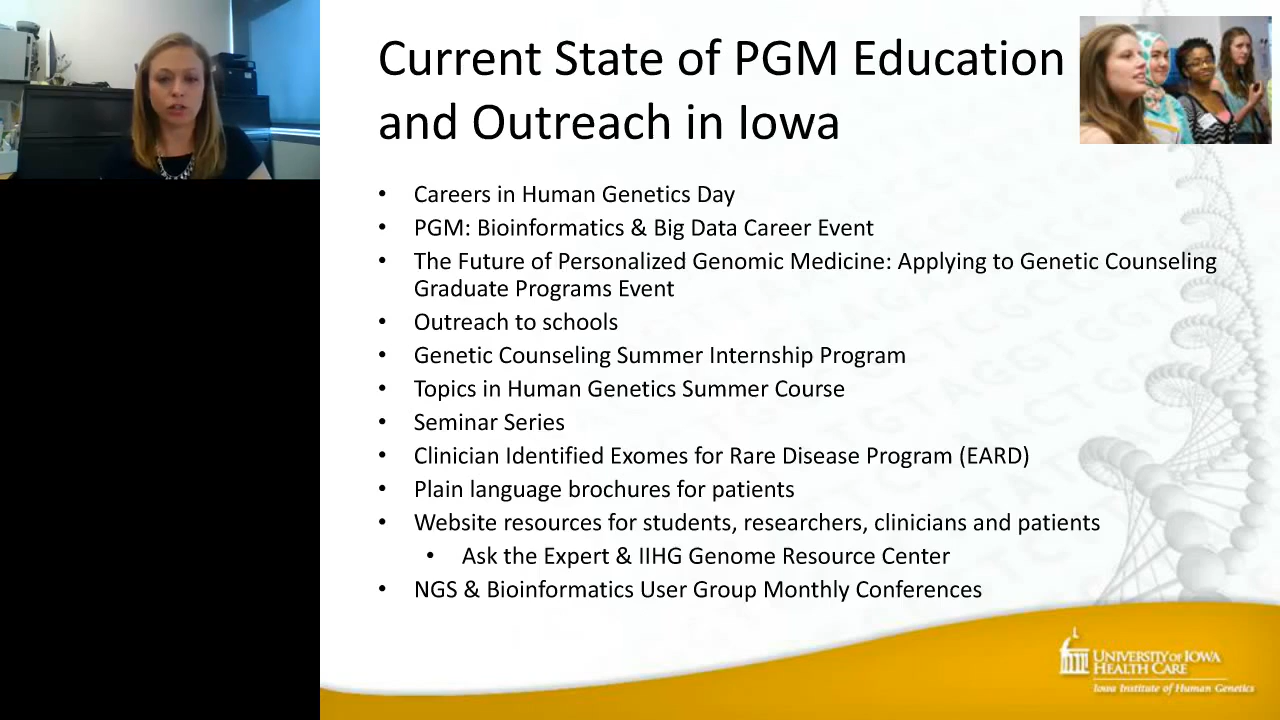 Current State of PGM Education
and Outreach in Iowa
• Careers in Human Genetics Day
• PGM: Bioinformatics & Big Data Career Event
• The Future of Personalized Genomic Medicine: Applying to Genetic Counseling
Graduate Programs Event
• Outreach to schools
• Genetic Counseling Summer Internship Program
• Topics in Human Genetics Summer Course
• Seminar Series
• Clinician Identified Exomes for Rare Disease Program (EARD)
• Plain language brochures for patients
• Website resources for students, researchers, clinicians and patients
• Ask the Expert & IIHG Genome Resource Center
• NGS & Bioinformatics User Group Monthly Conferences
UNIVERSITY OF IOWA
HEALTH CARE
Iowa Institute of Human Genetics